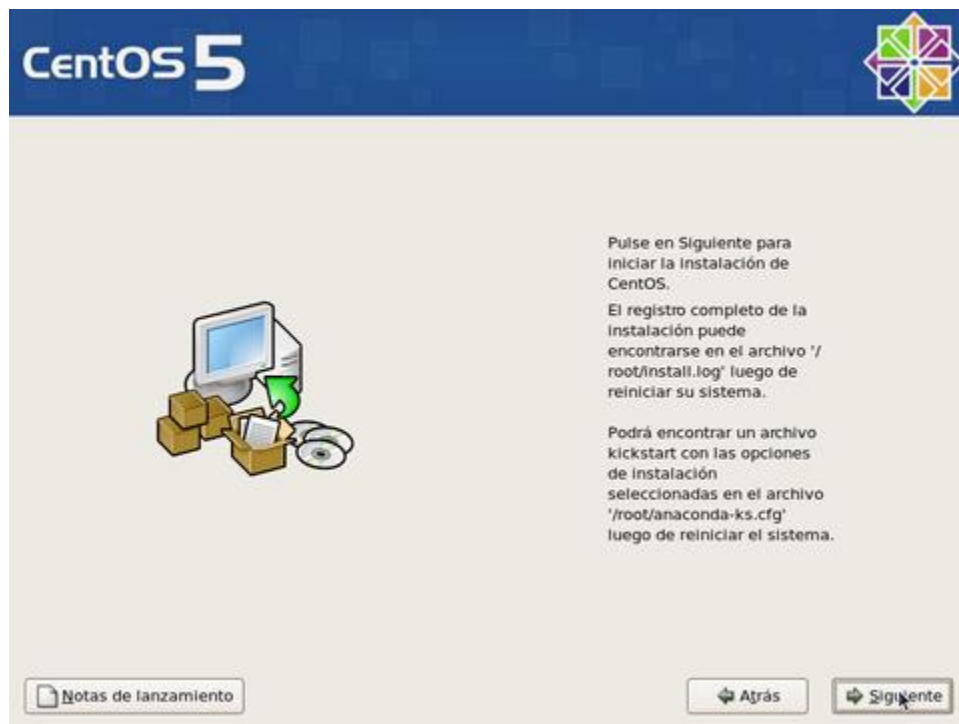 CentOS 5
Pulse en Siguiente para
iniciar la instalación de
CentOS.
El registro completo de la
instalación puede
encontrarse en el archivo '/
root/install.log' luego de
reiniciar su sistema.
Podrá encontrar un archivo
kickstart con las opciones
de instalación
seleccionadas en el archivo
'/root/anaconda-ks.cfg'
luego de reiniciar el sistema.
Notas de lanzamiento
Atrás
Siguiente